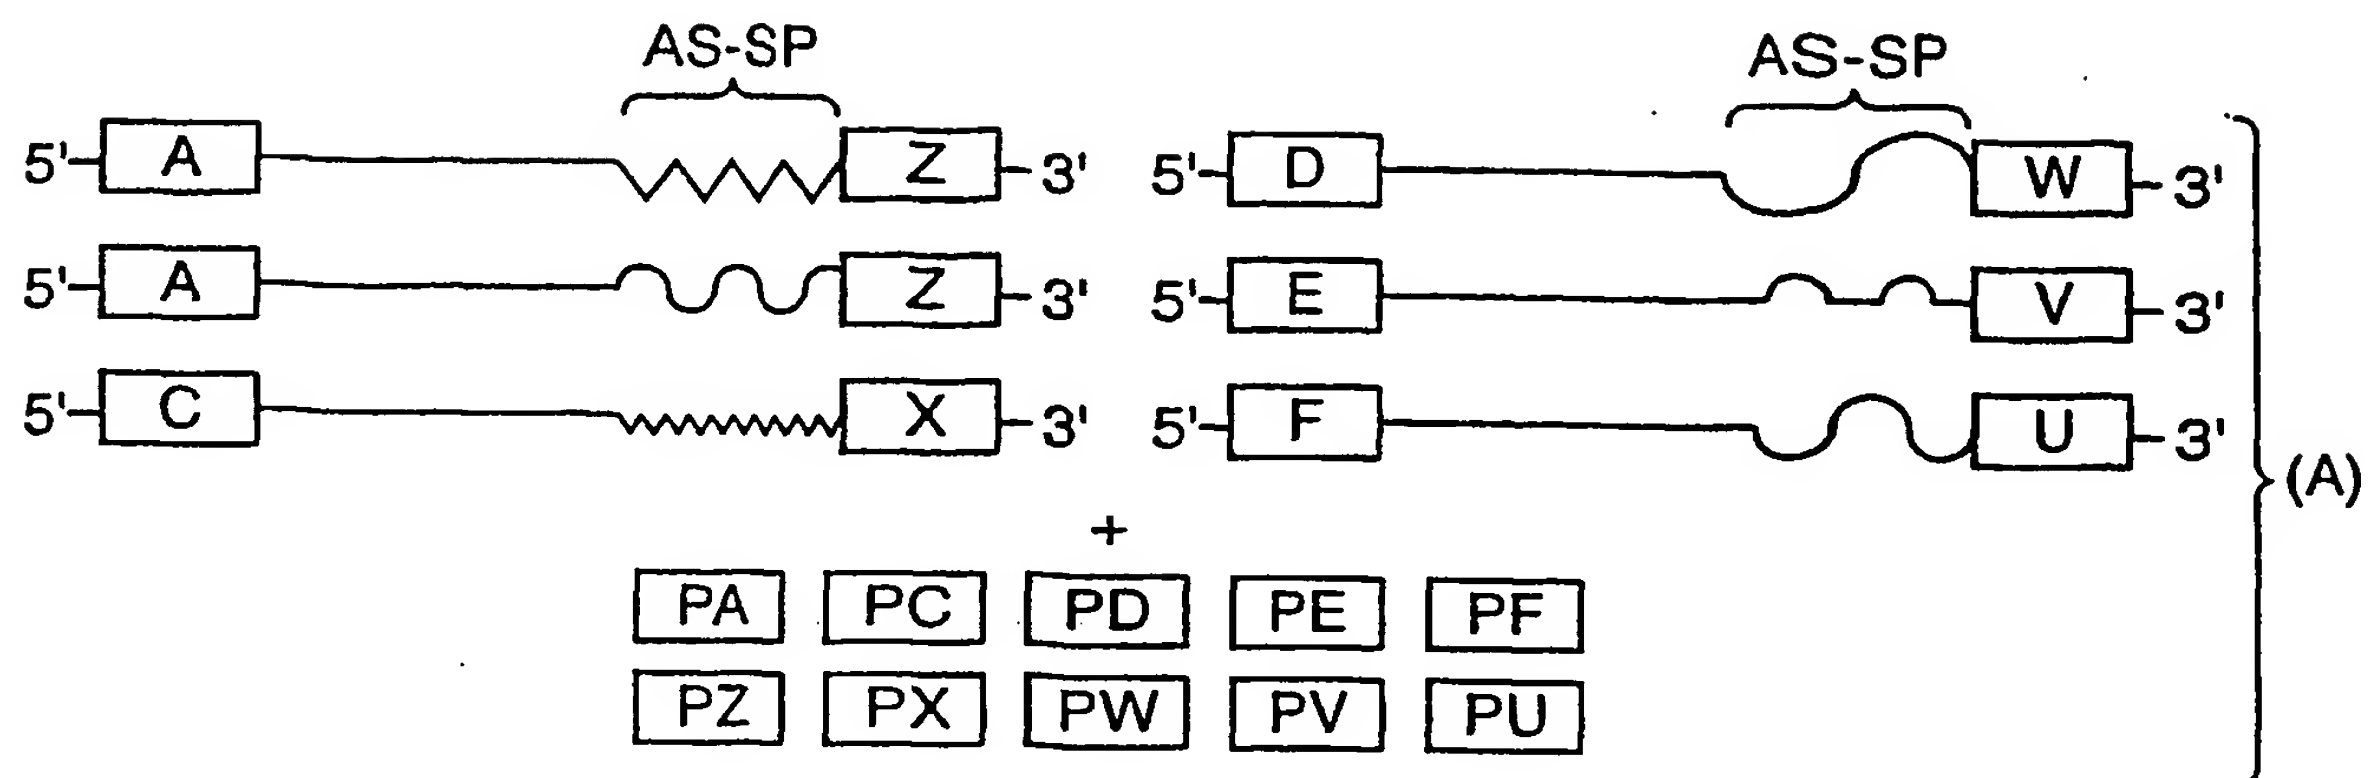 AS-SP AS-SP
5' A Z 3' 5' D W 3'
5' A Z 3' 5' E V 3'
5' C X 3' 5' F U 3'
(A)
+
PA PC PD PE PF
PZ PX PW PV PU